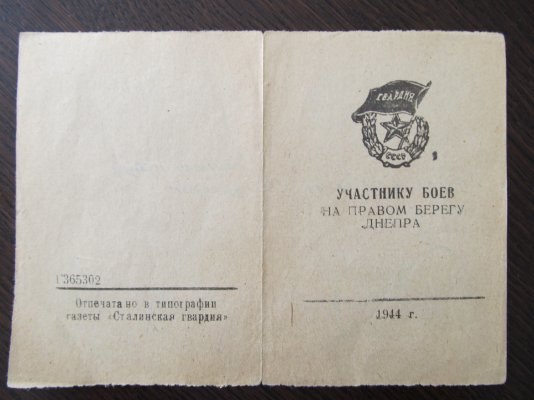 Г365302
Отпечатано в типографии
газеты «Сталинская гвардия»
ГВАРДИЯ
СССР
УЧАСТНИКУ БОЕВ
НА ПРАВОМ БЕРЕГУ
ДНЕПРА
1944 г.